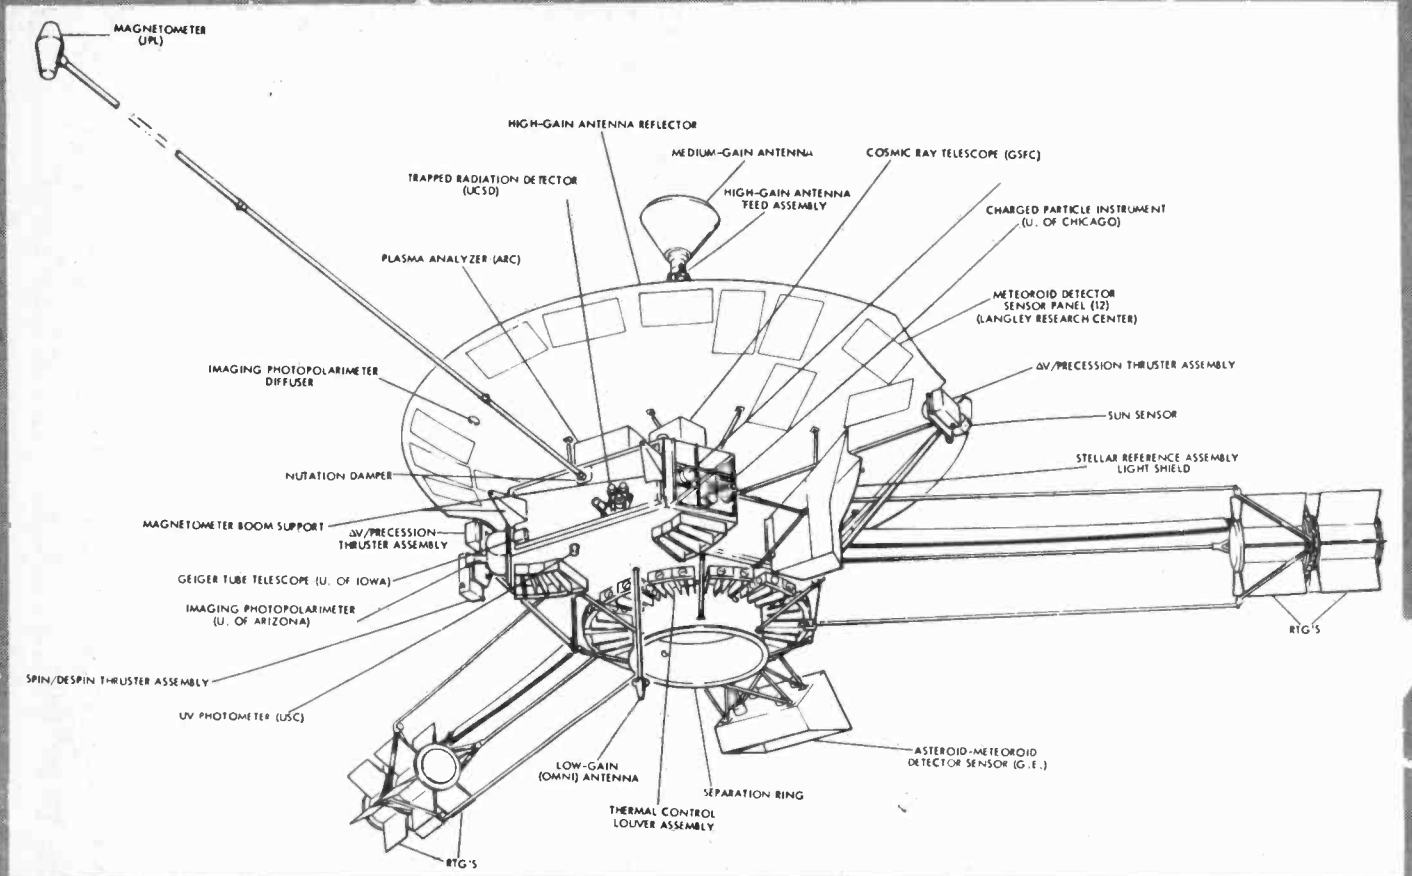 MAGNETOMETER
(JPL)
HIGH-GAIN ANTENNA REFLECTOR
MEDIUM-GAIN ANTENNA
COSMIC RAY TELESCOPE (GSFC)
TRAPPED RADIATION DETECTOR
(UCSD)
HIGH-GAIN ANTENNA
FEED ASSEMBLY
CHARGED PARTICLE INSTRUMENT
(U. OF CHICAGO)
PLASMA ANALYZER (ARC)
METEOROID DETECTOR
SENSOR PANEL (12)
(LANGLEY RESEARCH CENTER)
IMAGING PHOTOPOLARIMETER
DIFFUSER
ΔV/PRECESSION THRUSTER ASSEMBLY
SUN SENSOR
STELLAR REFERENCE ASSEMBLY
LIGHT SHIELD
NUTATION DAMPER
MAGNETOMETER BOOM SUPPORT
ΔV/PRECESSION
THRUSTER ASSEMBLY
GEIGER TUBE TELESCOPE (U. OF IOWA)
IMAGING PHOTOPOLARIMETER
(U. OF ARIZONA)
RTG'S
SPIN/DESPIN THRUSTER ASSEMBLY
UV PHOTOMETER (USC)
LOW-GAIN
(OMNI) ANTENNA
ASTEROID-METEOROID
DETECTOR SENSOR (G.E.)
SEPARATION RING
THERMAL CONTROL
LOUVER ASSEMBLY
RTG'S